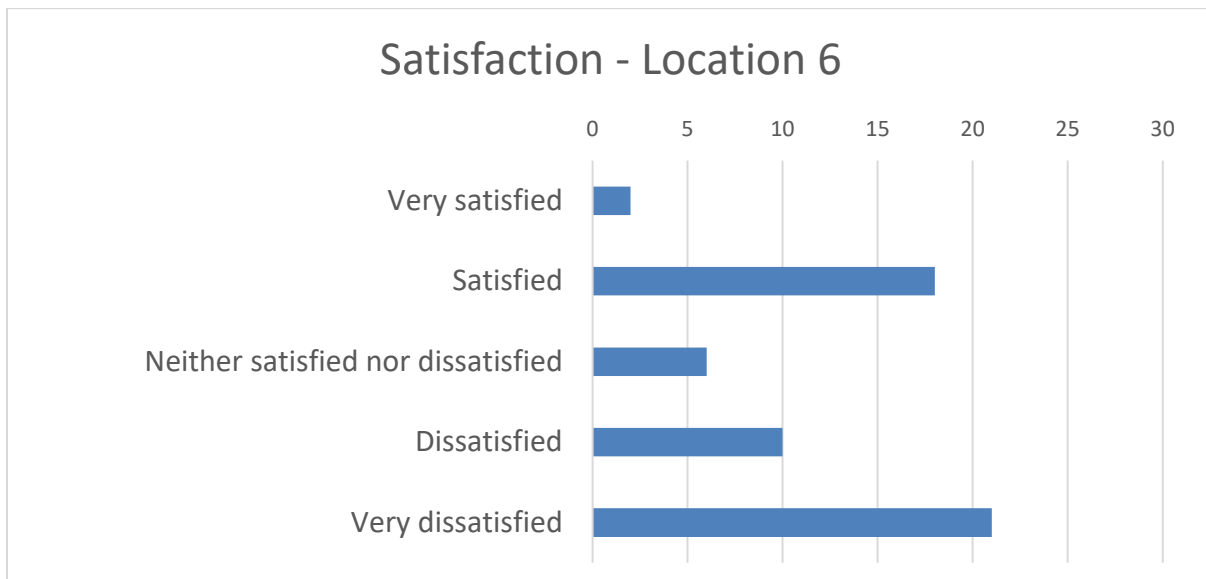 Satisfaction - Location 6
0 5 10 15 20 25 30
Very satisfied
Satisfied
Neither satisfied nor dissatisfied
Dissatisfied
Very dissatisfied